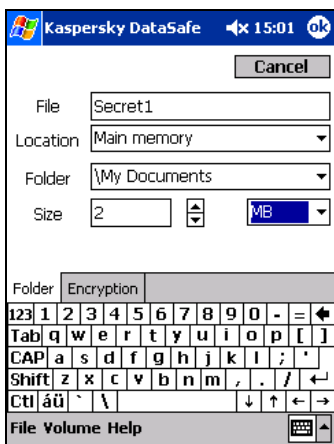 Kaspersky DataSafe 15:01 ok
Cancel
File Secret1
Location Main memory
Folder \My Documents
Size 2 MB
Folder Encryption
123 1 2 3 4 5 6 7 8 9 0 - =
Tab q w e r t y u i o p [ ]
CAP a s d f g h j k l ; '
Shift z x c v b n m , . /
Ctl áü ` \
File Volume Help